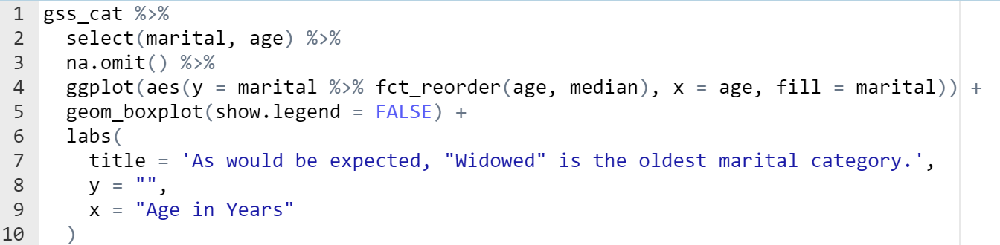 1 gss_cat %>%
2   select(marital, age) %>%
3   na.omit() %>%
4   ggplot(aes(y = marital %>% fct_reorder(age, median), x = age, fill = marital)) +
5   geom_boxplot(show.legend = FALSE) +
6   labs(
7     title = 'As would be expected, "Widowed" is the oldest marital category.',
8     y = "",
9     x = "Age in Years"
10   )